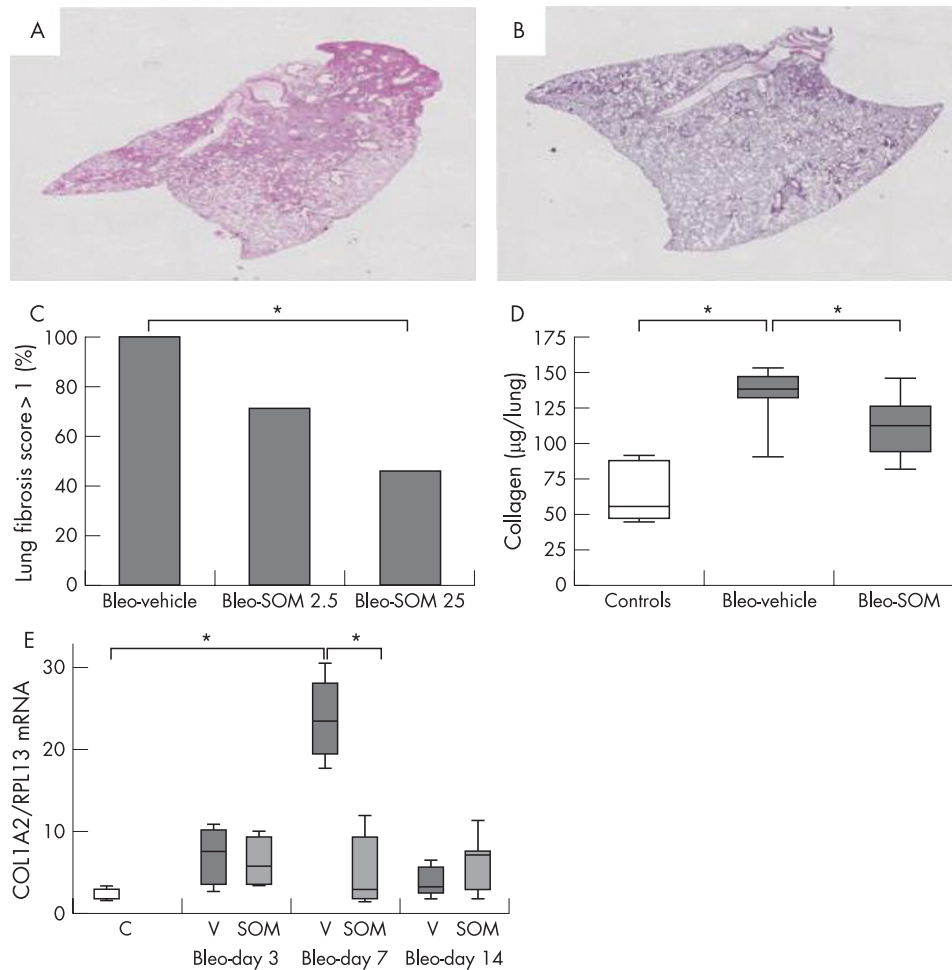 A
B
C
*
Lung fibrosis score > 1 (%)
100
80
60
40
20
0
Bleo-vehicle Bleo-SOM 2.5 Bleo-SOM 25
D
* *
Collagen (µg/lung)
175
150
125
100
75
50
25
0
Controls Bleo-vehicle Bleo-SOM
E
* *
COL1A2/RPL13 mRNA
30
20
10
0
C V SOM V SOM V SOM
Bleo-day 3 Bleo-day 7 Bleo-day 14